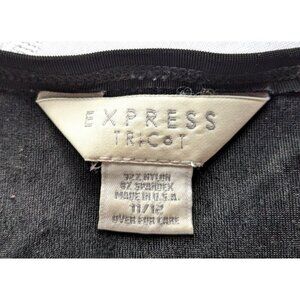 EXPRESS
TRICOT
92% NYLON
8% SPANDEX
MADE IN U.S.A.
11/12
OVER FOR CARE